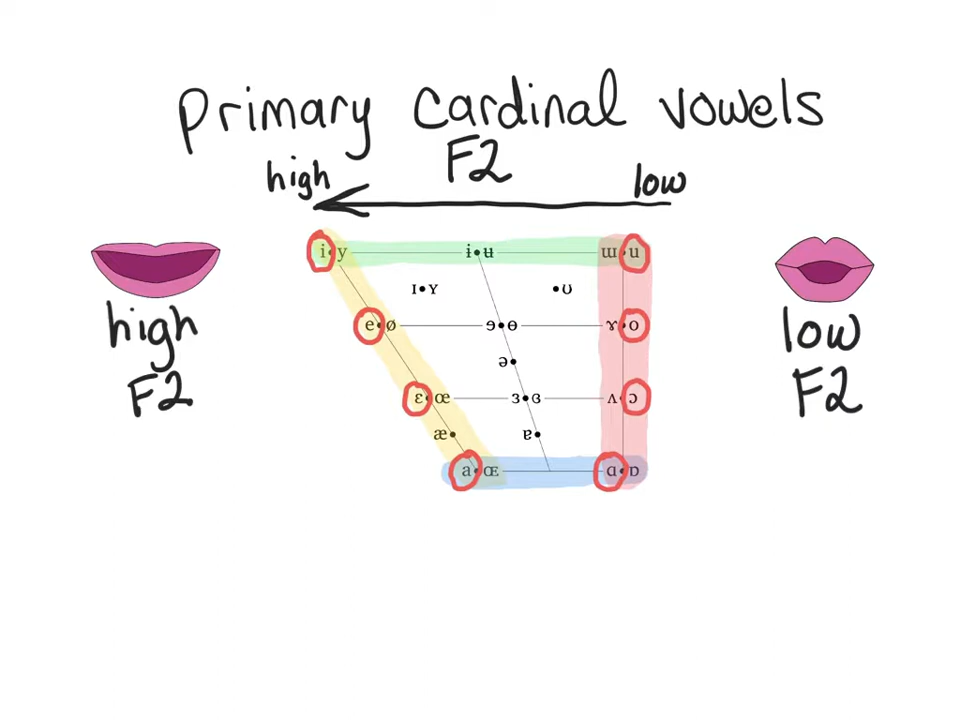 primary cardinal vowels
F2
high low
i y ɨ ʉ ɯ u
ɪ ʏ ʊ
high F2
e ø ɘ ɵ ɤ o
low F2
ə
ɛ œ ɜ ɞ ʌ ɔ
æ ɐ
a ɶ ɑ ɒ